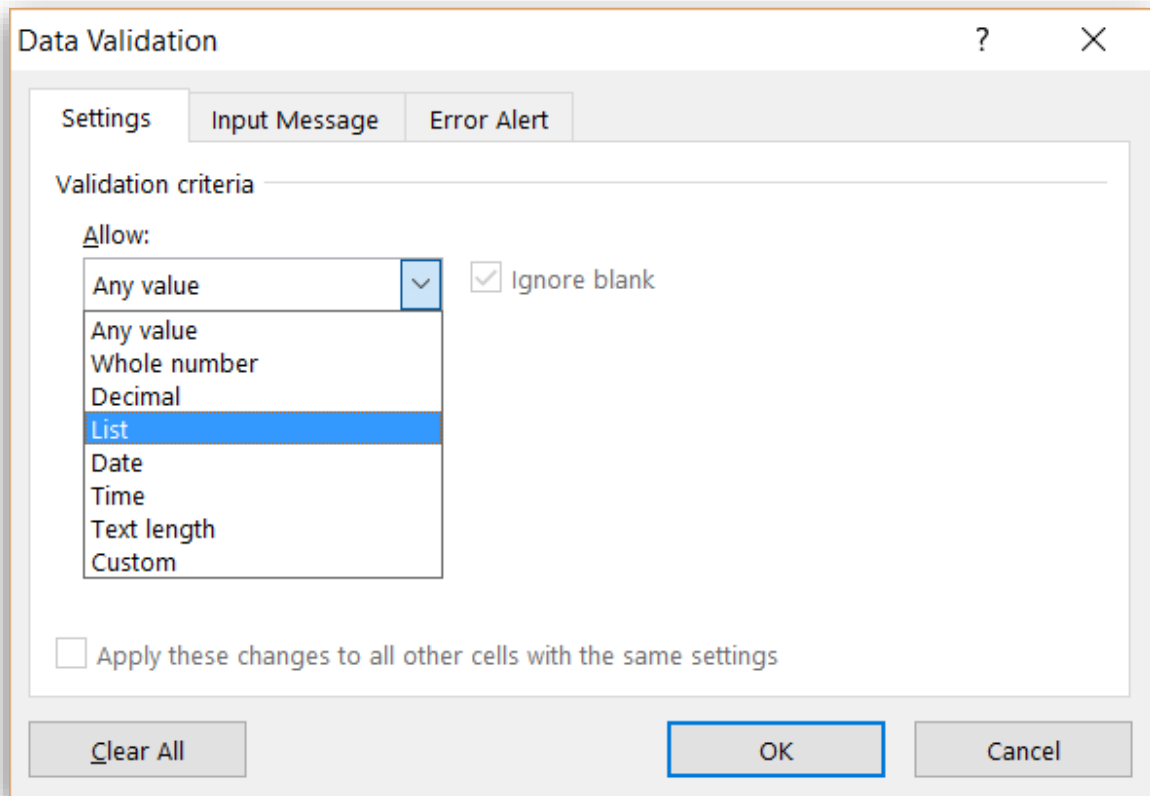 Data Validation ?
Settings Input Message Error Alert
Validation criteria
Allow:
Any value Ignore blank
Any value
Whole number
Decimal
List
Date
Time
Text length
Custom
Apply these changes to all other cells with the same settings
Clear All OK Cancel